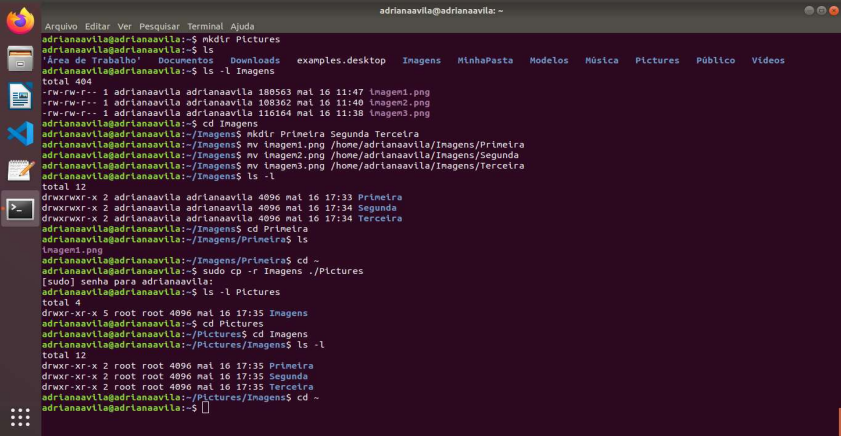 adrianaavila@adrianaavila: ~
Arquivo Editar Ver Pesquisar Terminal Ajuda
adrianaavila@adrianaavila:~$ mkdir Pictures
adrianaavila@adrianaavila:~$ ls
'Área de Trabalho' Documentos Downloads examples.desktop Imagens MinhaPasta Modelos Música Pictures Público Vídeos
adrianaavila@adrianaavila:~$ ls -l Imagens
total 404
-rw-rw-r-- 1 adrianaavila adrianaavila 180563 mai 16 11:47 imagem1.png
-rw-rw-r-- 1 adrianaavila adrianaavila 108362 mai 16 11:40 imagem2.png
-rw-rw-r-- 1 adrianaavila adrianaavila 116164 mai 16 11:38 imagem3.png
adrianaavila@adrianaavila:~$ cd Imagens
adrianaavila@adrianaavila:~/Imagens$ mkdir Primeira Segunda Terceira
adrianaavila@adrianaavila:~/Imagens$ mv imagem1.png /home/adrianaavila/Imagens/Primeira
adrianaavila@adrianaavila:~/Imagens$ mv imagem2.png /home/adrianaavila/Imagens/Segunda
adrianaavila@adrianaavila:~/Imagens$ mv imagem3.png /home/adrianaavila/Imagens/Terceira
adrianaavila@adrianaavila:~/Imagens$ ls -l
total 12
drwxrwxr-x 2 adrianaavila adrianaavila 4096 mai 16 17:33 Primeira
drwxrwxr-x 2 adrianaavila adrianaavila 4096 mai 16 17:34 Segunda
drwxrwxr-x 2 adrianaavila adrianaavila 4096 mai 16 17:34 Terceira
adrianaavila@adrianaavila:~/Imagens$ cd Primeira
adrianaavila@adrianaavila:~/Imagens/Primeira$ ls
imagem1.png
adrianaavila@adrianaavila:~/Imagens/Primeira$ cd ~
adrianaavila@adrianaavila:~$ sudo cp -r Imagens ./Pictures
[sudo] senha para adrianaavila:
adrianaavila@adrianaavila:~$ ls -l Pictures
total 4
drwxr-xr-x 5 root root 4096 mai 16 17:35 Imagens
adrianaavila@adrianaavila:~$ cd Pictures
adrianaavila@adrianaavila:~/Pictures$ cd Imagens
adrianaavila@adrianaavila:~/Pictures/Imagens$ ls -l
total 12
drwxr-xr-x 2 root root 4096 mai 16 17:35 Primeira
drwxr-xr-x 2 root root 4096 mai 16 17:35 Segunda
drwxr-xr-x 2 root root 4096 mai 16 17:35 Terceira
adrianaavila@adrianaavila:~/Pictures/Imagens$ cd ~
adrianaavila@adrianaavila:~$